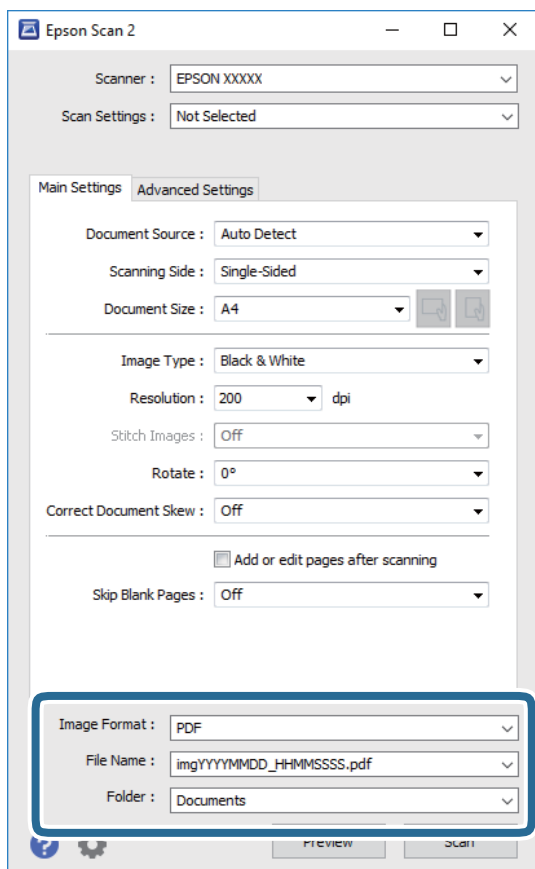 Epson Scan 2
Scanner : EPSON XXXXX
Scan Settings : Not Selected
Main Settings Advanced Settings
Document Source : Auto Detect
Scanning Side : Single-Sided
Document Size : A4
Image Type : Black & White
Resolution : 200 dpi
Stitch Images : Off
Rotate : 0°
Correct Document Skew : Off
Add or edit pages after scanning
Skip Blank Pages : Off
Image Format : PDF
File Name : imgYYYYMMDD_HHMMSSSS.pdf
Folder : Documents
? Preview Scan